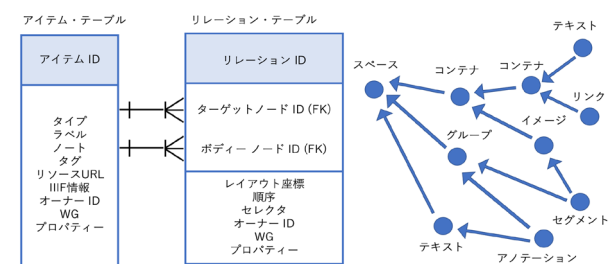 アイテム・テーブル
アイテム ID
タイプ
ラベル
ノート
タグ
リソースURL
IIIF情報
オーナー ID
WG
プロパティー
リレーション・テーブル
リレーション ID
ターゲットノード ID (FK)
ボディー ノード ID (FK)
レイアウト座標
順序
セレクタ
オーナー ID
WG
プロパティー
テキスト
スペース
コンテナ
コンテナ
リンク
イメージ
グループ
セグメント
テキスト
アノテーション